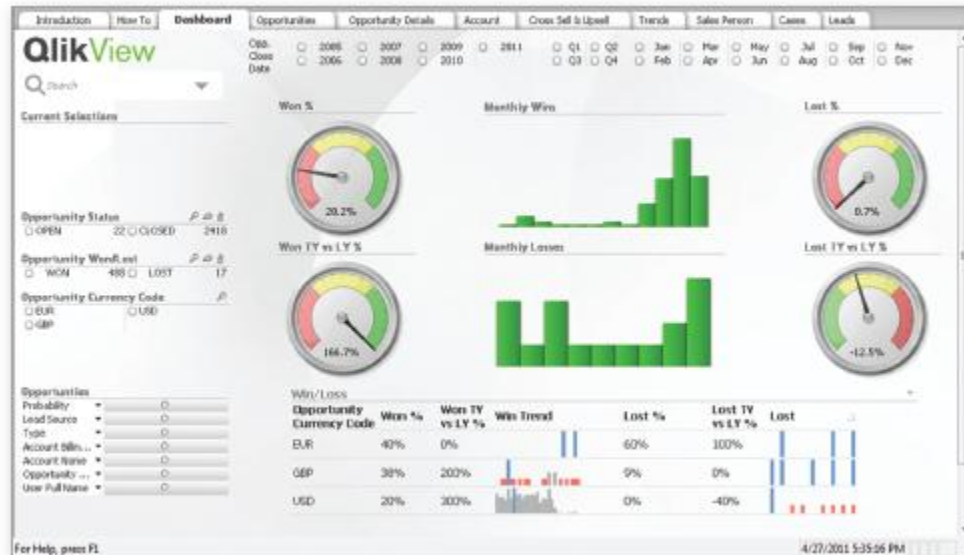 Introduction How To Dashboard Opportunities Opportunity Details Account Cross Sell & Upsell Trends Sales Person Cases Leads
QlikView
Opp. Close Date
2005 2007 2009 2011 Q1 Q2 Jan Mar May Jul Sep Nov
2006 2008 2010 Q3 Q4 Feb Apr Jun Aug Oct Dec
Search
Current Selections
Won % Monthly Wins Lost %
20.2% 0.7%
Opportunity Status
OPEN 22 CLOSED 2418
Won TY vs LY % Monthly Losses Lost TY vs LY %
Opportunity Won/Lost
WON 488 LOST 17
Opportunity Currency Code
EUR USD
GBP
166.7% -12.5%
Opportunties
Probability
Lead Source
Type
Account Billin...
Account Name
Opportunity ...
User Full Name
Win/Loss
Opportunity Currency Code Won % Won TY vs LY % Win Trend Lost % Lost TY vs LY % Lost
EUR 40% 0% 60% 100%
GBP 38% 200% 9% 0%
USD 20% 300% 0% -40%
For Help, press F1 4/27/2011 5:35:16 PM